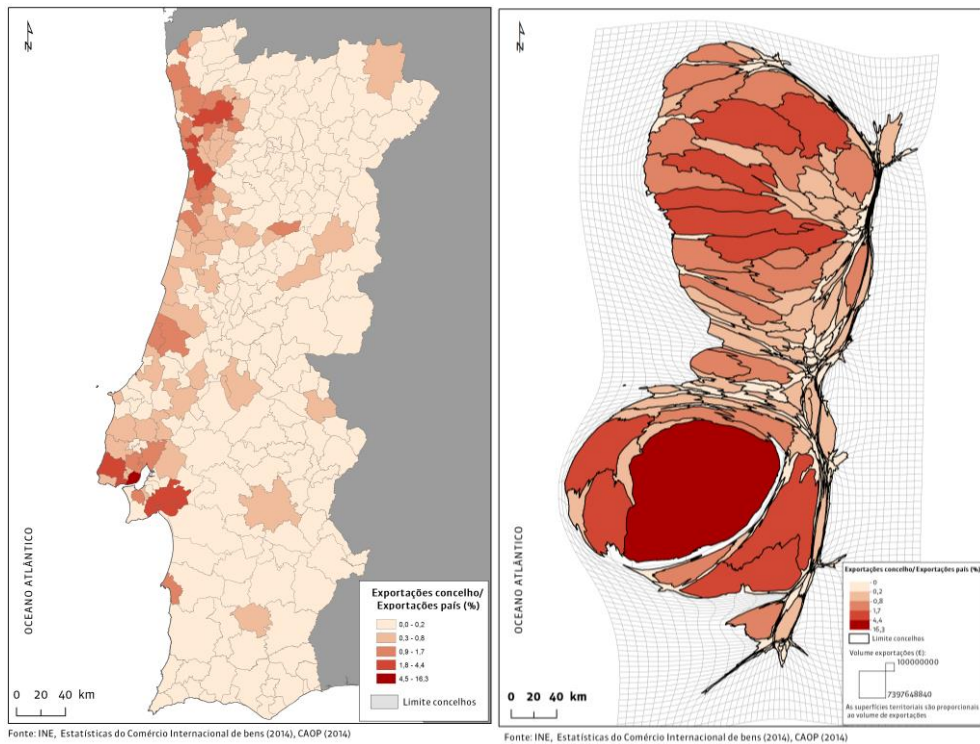 N
OCEANO ATLÂNTICO
Exportações concelho/
Exportações país (%)
0,0 - 0,2
0,3 - 0,8
0,9 - 1,7
1,8 - 4,4
4,5 - 16,3
Limite concelhos
0 20 40 km
Fonte: INE, Estatísticas do Comércio Internacional de bens (2014), CAOP (2014)
N
OCEANO ATLÂNTICO
Exportações concelho/ Exportações país (%)
0
0,2
0,8
1,7
4,4
16,3
Limite concelhos
Volume exportações (€):
100000000
7397648840
As superfícies territoriais são proporcionais
ao volume de exportações
0 20 40 km
Fonte: INE, Estatísticas do Comércio Internacional de bens (2014), CAOP (2014)